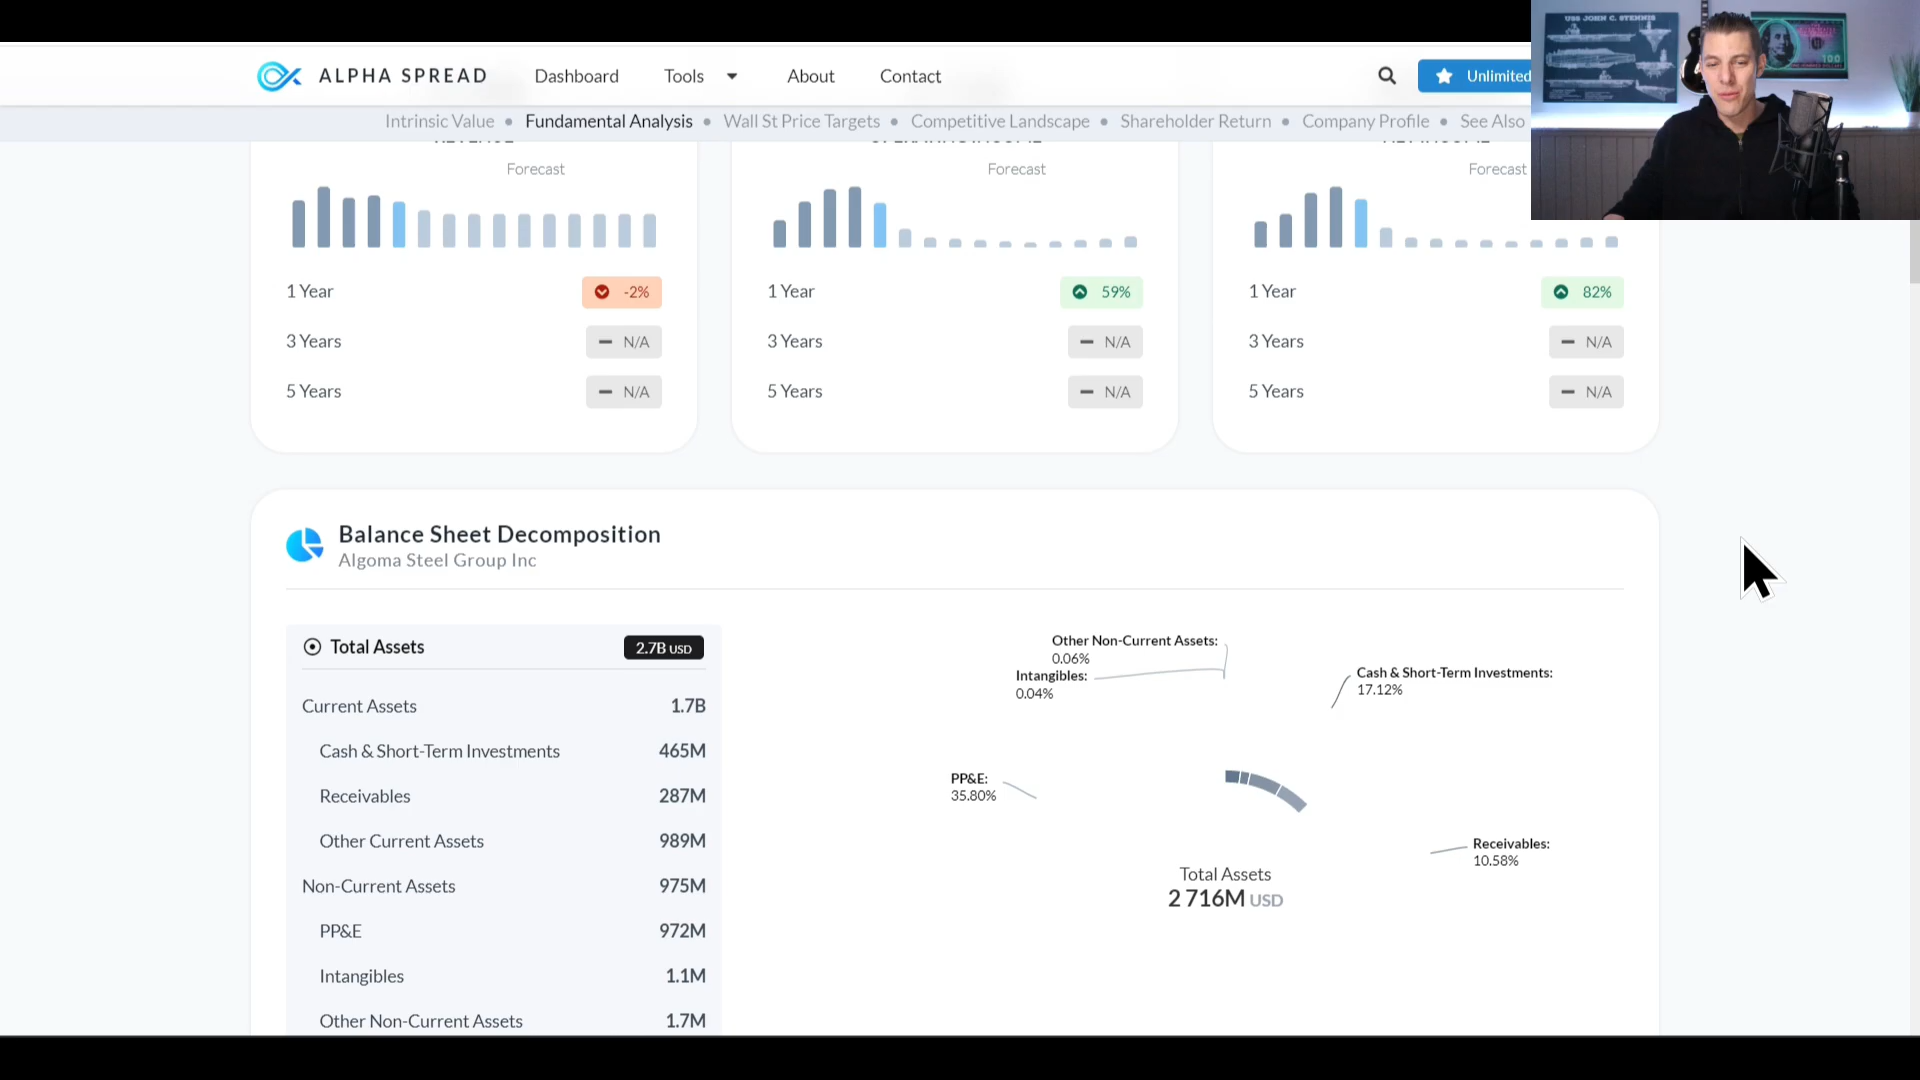 USS JOHN C. STENNIS
100
ALPHA SPREAD
Dashboard
Tools
About
Contact
Unlimited
Intrinsic Value • Fundamental Analysis • Wall St Price Targets • Competitive Landscape • Shareholder Return • Company Profile • See Also
Forecast
1 Year -2%
3 Years N/A
5 Years N/A
Forecast
1 Year 59%
3 Years N/A
5 Years N/A
Forecast
1 Year 82%
3 Years N/A
5 Years N/A
Balance Sheet Decomposition
Algoma Steel Group Inc
Total Assets 2.7B USD
Current Assets 1.7B
Cash & Short-Term Investments 465M
Receivables 287M
Other Current Assets 989M
Non-Current Assets 975M
PP&E 972M
Intangibles 1.1M
Other Non-Current Assets 1.7M
Other Non-Current Assets:
0.06%
Intangibles:
0.04%
Cash & Short-Term Investments:
17.12%
PP&E:
35.80%
Receivables:
10.58%
Total Assets
2 716M USD